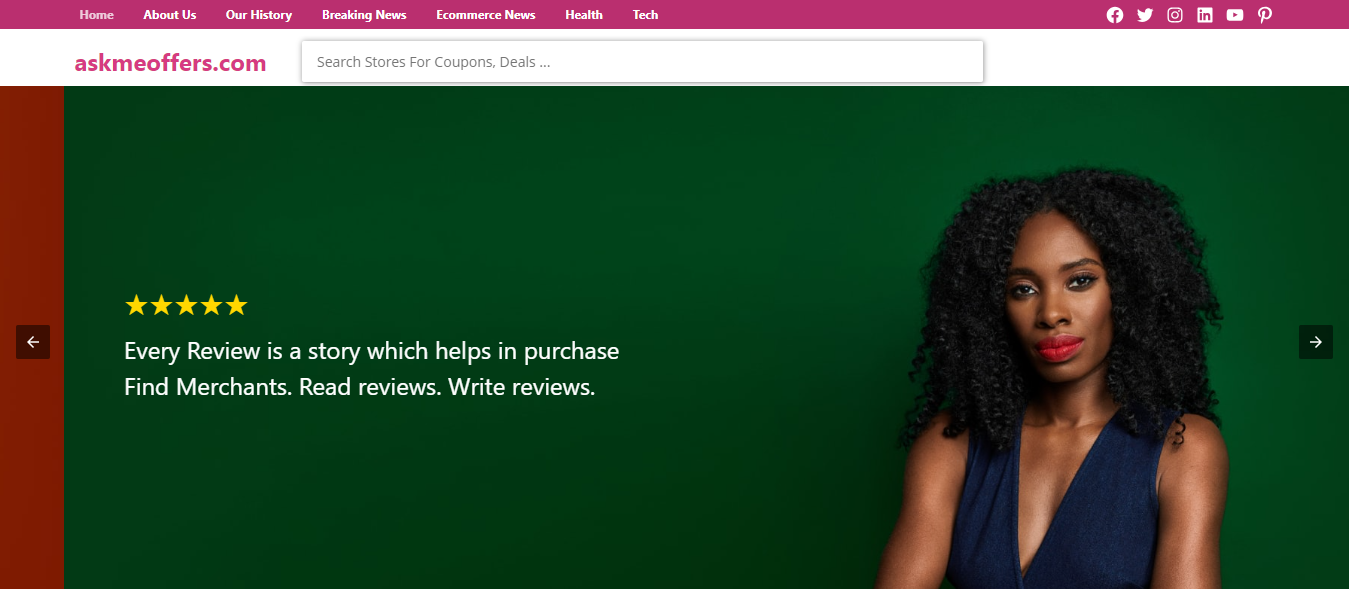 Home About Us Our History Breaking News Ecommerce News Health Tech
askmeoffers.com
Search Stores For Coupons, Deals ...
★★★★★
Every Review is a story which helps in purchase
Find Merchants. Read reviews. Write reviews.